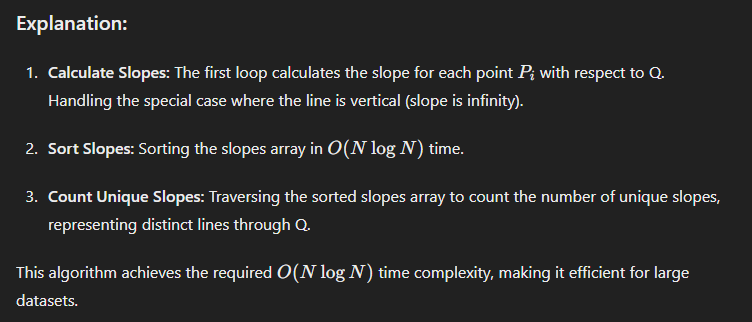 Explanation:
1. Calculate Slopes: The first loop calculates the slope for each point Pᵢ with respect to Q.
Handling the special case where the line is vertical (slope is infinity).
2. Sort Slopes: Sorting the slopes array in O(N log N) time.
3. Count Unique Slopes: Traversing the sorted slopes array to count the number of unique slopes,
representing distinct lines through Q.
This algorithm achieves the required O(N log N) time complexity, making it efficient for large
datasets.